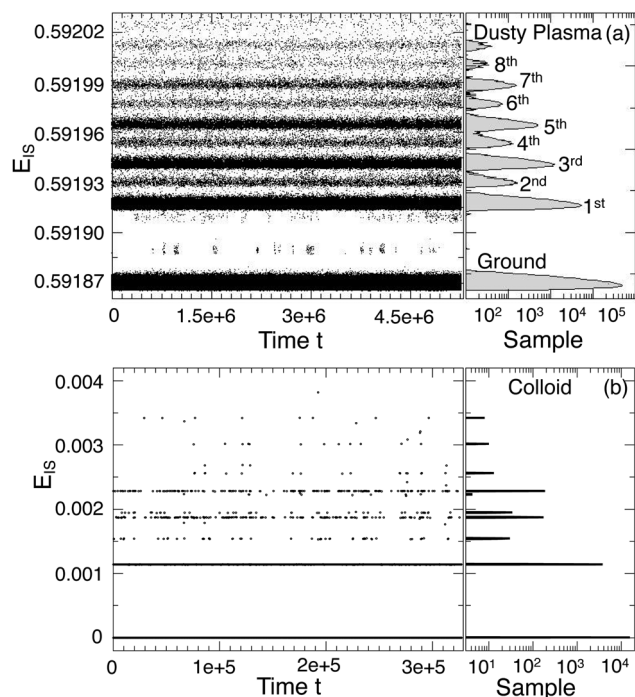 Dusty Plasma (a)
0.59202
0.59199
0.59196
0.59193
0.59190
0.59187
E_IS
8th
7th
6th
5th
4th
3rd
2nd
1st
Ground
0 1.5e+6 3e+6 4.5e+6
10^2 10^3 10^4 10^5
Time t
Sample
Colloid (b)
0.004
0.003
0.002
0.001
0
E_IS
0 1e+5 2e+5 3e+5
10^1 10^2 10^3 10^4
Time t
Sample